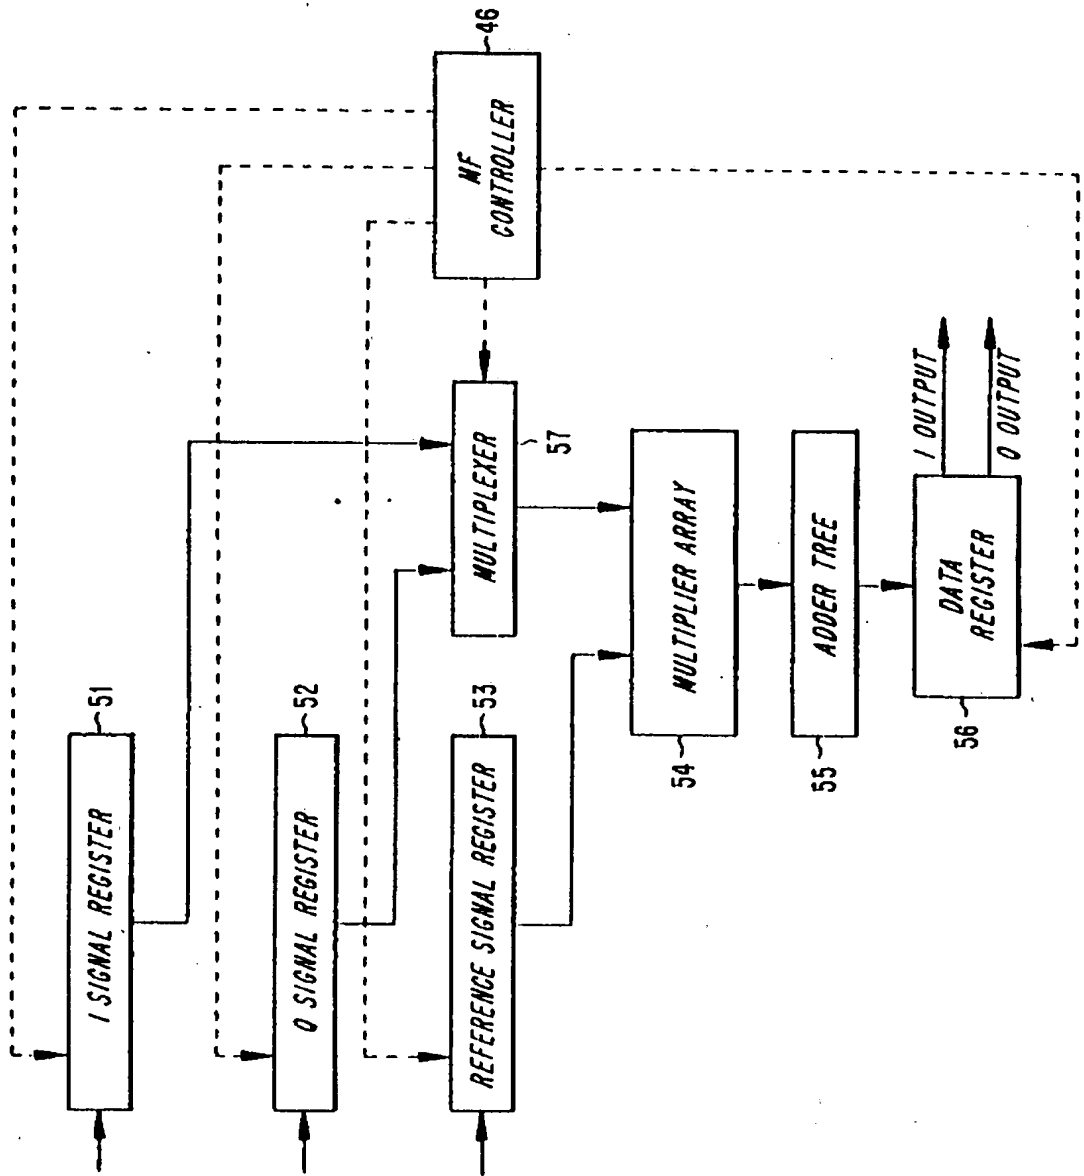 I SIGNAL REGISTER
51
Q SIGNAL REGISTER
52
REFERENCE SIGNAL REGISTER
53
MULTIPLEXER
57
MF
CONTROLLER
46
MULTIPLIER ARRAY
54
ADDER TREE
55
DATA
REGISTER
56
I OUTPUT
Q OUTPUT